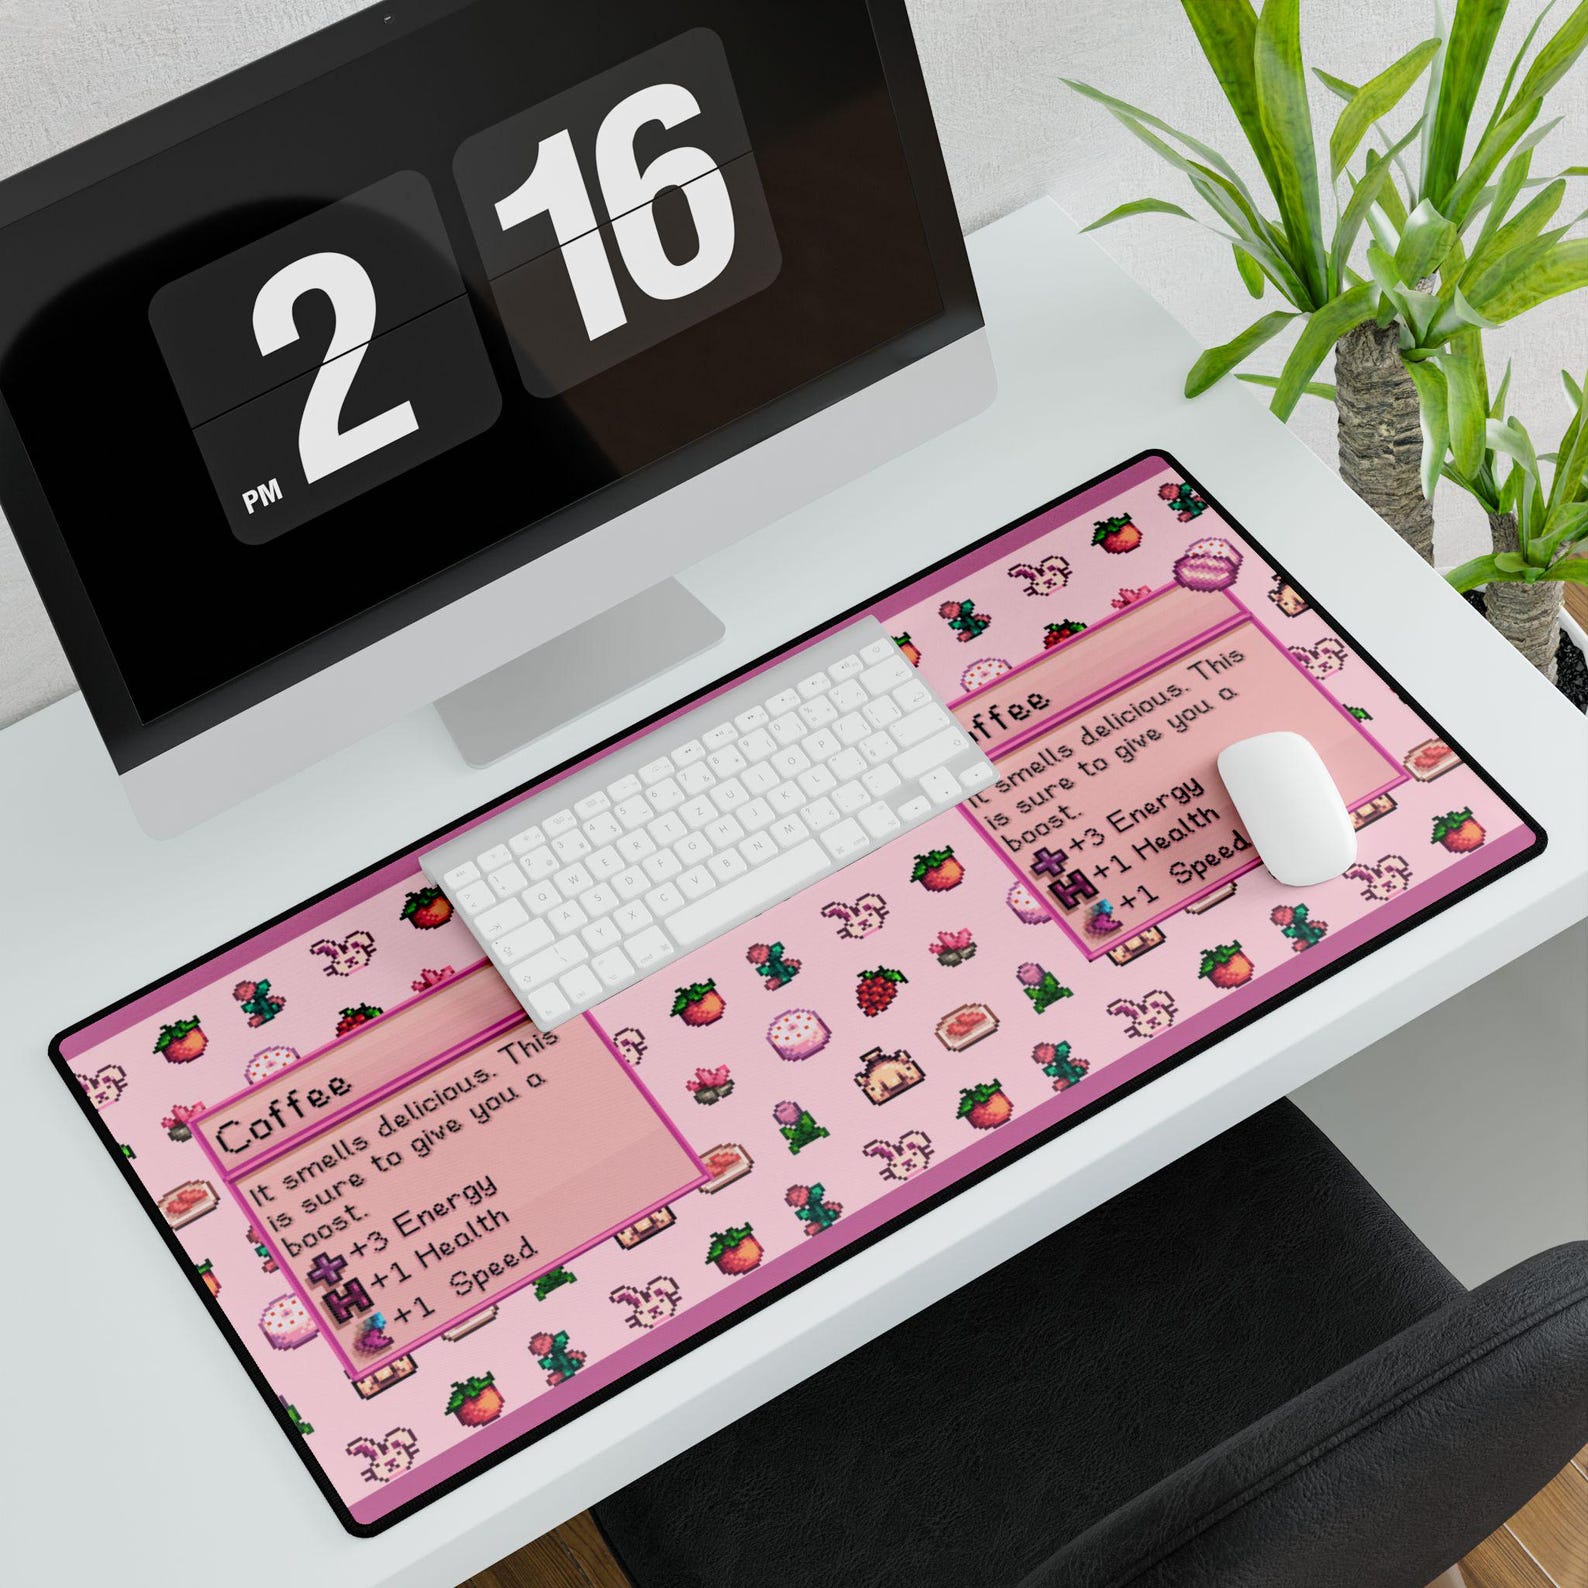 2 16
PM
Coffee
It smells delicious. This
is sure to give you a
boost.
+3 Energy
H +1 Health
+1 Speed
ffee
It smells delicious. This
is sure to give you a
boost.
+3 Energy
H +1 Health
+1 Speed